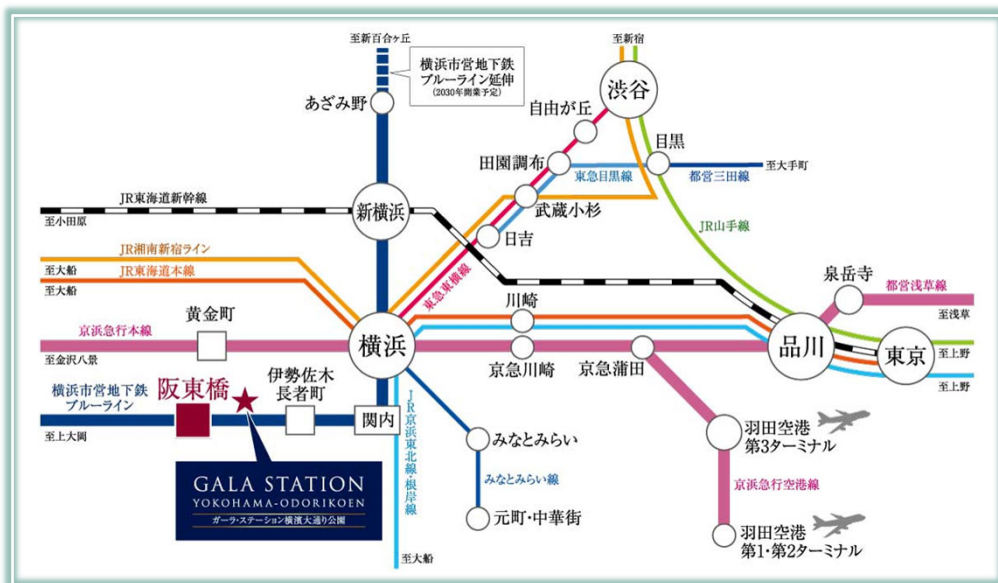 至新百合ヶ丘
横浜市営地下鉄
ブルーライン延伸
(2030年開業予定)
至新宿
渋谷
あざみ野
自由が丘
目黒
田園調布
東急目黒線
都営三田線
至大手町
JR東海道新幹線
至小田原
新横浜
武蔵小杉
日吉
JR山手線
JR湘南新宿ライン
至大船
JR東海道本線
至大船
東急東横線
泉岳寺
都営浅草線
至浅草
黄金町
京浜急行本線
至金沢八景
横浜
川崎
京急川崎
京急蒲田
品川
東京
至上野
至上野
横浜市営地下鉄
ブルーライン
至上大岡
阪東橋
伊勢佐木
長者町
関内
JR京浜東北線・根岸線
至大船
みなとみらい
みなとみらい線
元町・中華街
羽田空港
第3ターミナル
京浜急行空港線
羽田空港
第1・第2ターミナル
GALA STATION
YOKOHAMA-ODORIKOEN
ガーラ・ステーション横濱大通り公園